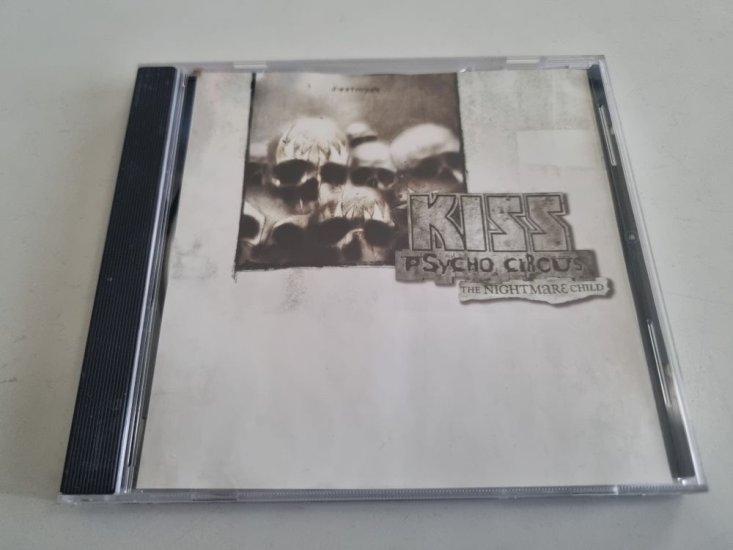 KISS
PSYCHO CIRCUS
THE NIGHTMARE CHILD